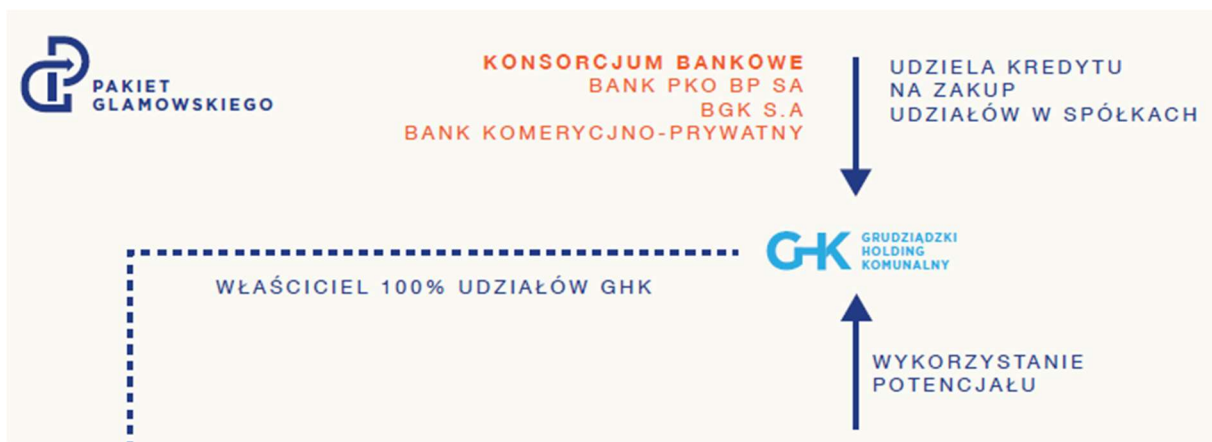 PAKIET
GLAMOWSKIEGO
KONSORCJUM BANKOWE
BANK PKO BP SA
BGK S.A
BANK KOMERYCJNO-PRYWATNY
UDZIELA KREDYTU
NA ZAKUP
UDZIAŁÓW W SPÓŁKACH
GHK
GRUDZIĄDZKI
HOLDING
KOMUNALNY
WŁAŚCICIEL 100% UDZIAŁÓW GHK
WYKORZYSTANIE
POTENCJAŁU